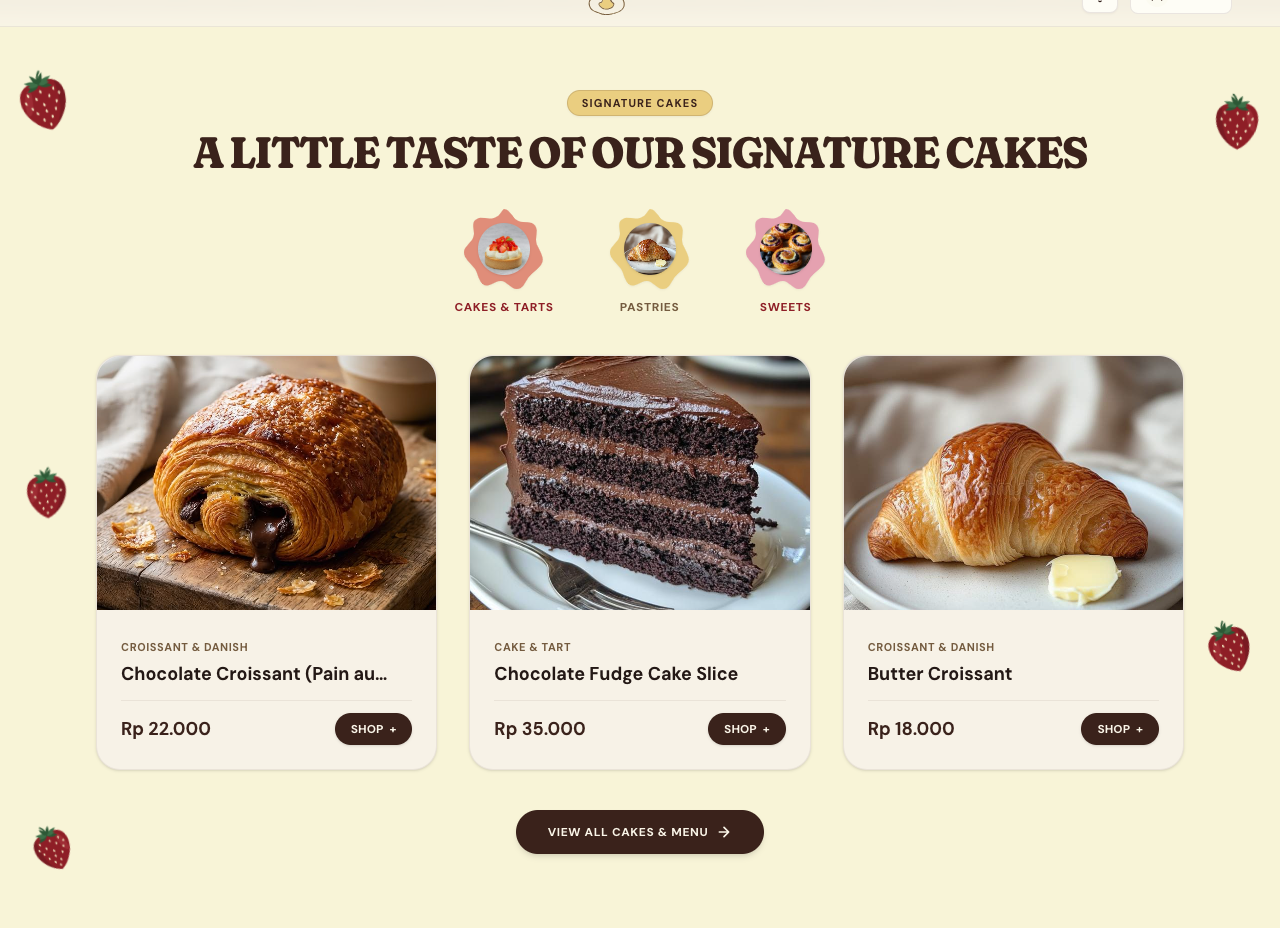 SIGNATURE CAKES
A LITTLE TASTE OF OUR SIGNATURE CAKES
CAKES & TARTS
PASTRIES
SWEETS
CROISSANT & DANISH
Chocolate Croissant (Pain au...
Rp 22.000
SHOP +
CAKE & TART
Chocolate Fudge Cake Slice
Rp 35.000
SHOP +
CROISSANT & DANISH
Butter Croissant
Rp 18.000
SHOP +
VIEW ALL CAKES & MENU →